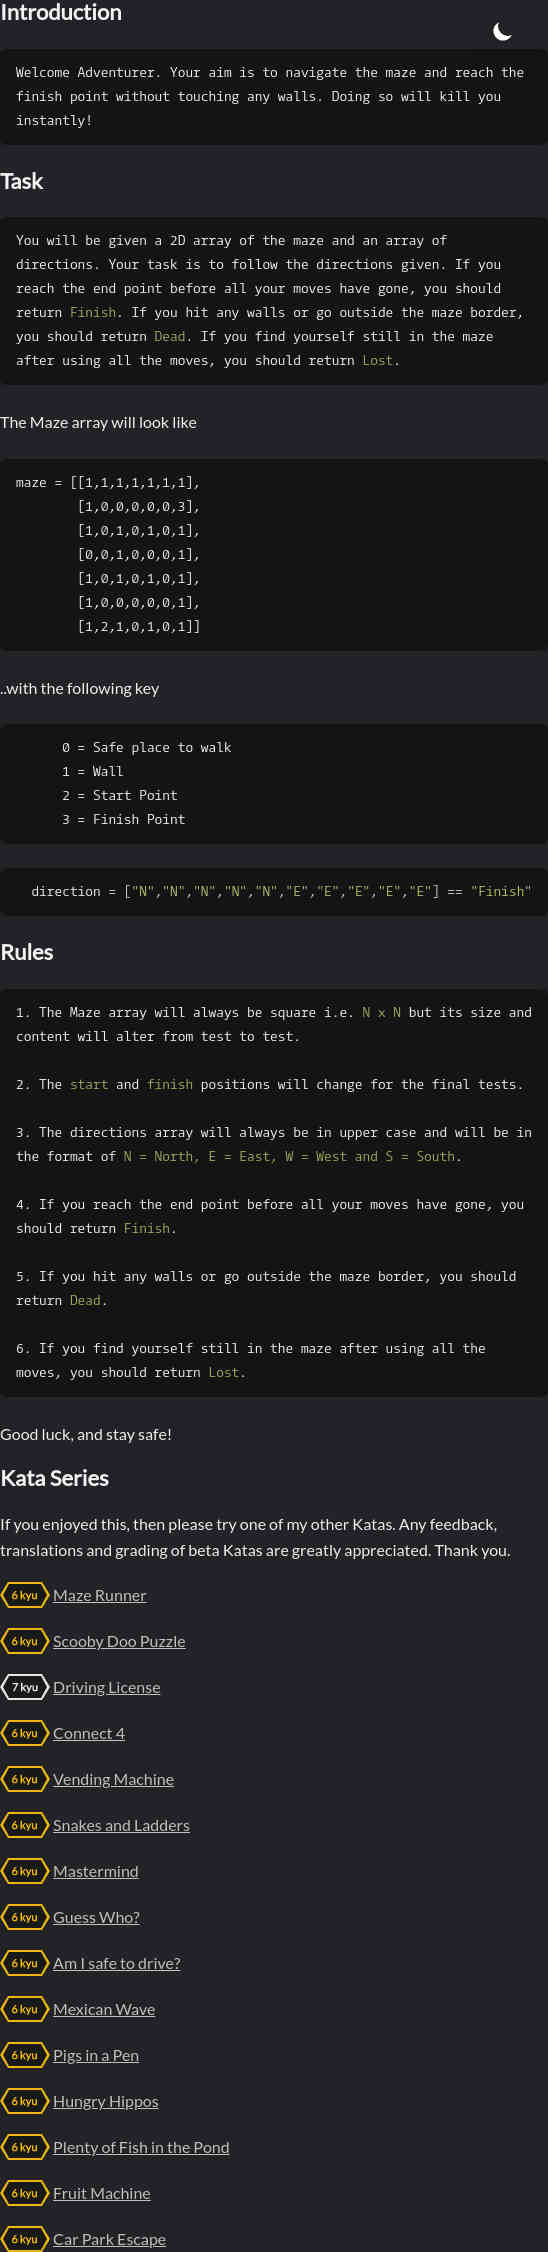 Introduction
Welcome Adventurer. Your aim is to navigate the maze and reach the
finish point without touching any walls. Doing so will kill you
instantly!
Task
You will be given a 2D array of the maze and an array of
directions. Your task is to follow the directions given. If you
reach the end point before all your moves have gone, you should
return Finish. If you hit any walls or go outside the maze border,
you should return Dead. If you find yourself still in the maze
after using all the moves, you should return Lost.
The Maze array will look like
maze = [[1,1,1,1,1,1,1],
[1,0,0,0,0,0,3],
[1,0,1,0,1,0,1],
[0,0,1,0,0,0,1],
[1,0,1,0,1,0,1],
[1,0,0,0,0,0,1],
[1,2,1,0,1,0,1]]
..with the following key
0 = Safe place to walk
1 = Wall
2 = Start Point
3 = Finish Point
direction = ["N","N","N","N","N","E","E","E","E","E"] == "Finish"
Rules
1. The Maze array will always be square i.e. N x N but its size and
content will alter from test to test.
2. The start and finish positions will change for the final tests.
3. The directions array will always be in upper case and will be in
the format of N = North, E = East, W = West and S = South.
4. If you reach the end point before all your moves have gone, you
should return Finish.
5. If you hit any walls or go outside the maze border, you should
return Dead.
6. If you find yourself still in the maze after using all the
moves, you should return Lost.
Good luck, and stay safe!
Kata Series
If you enjoyed this, then please try one of my other Katas. Any feedback,
translations and grading of beta Katas are greatly appreciated. Thank you.
6 kyu Maze Runner
6 kyu Scooby Doo Puzzle
7 kyu Driving License
6 kyu Connect 4
6 kyu Vending Machine
6 kyu Snakes and Ladders
6 kyu Mastermind
6 kyu Guess Who?
6 kyu Am I safe to drive?
6 kyu Mexican Wave
6 kyu Pigs in a Pen
6 kyu Hungry Hippos
6 kyu Plenty of Fish in the Pond
6 kyu Fruit Machine
6 kyu Car Park Escape